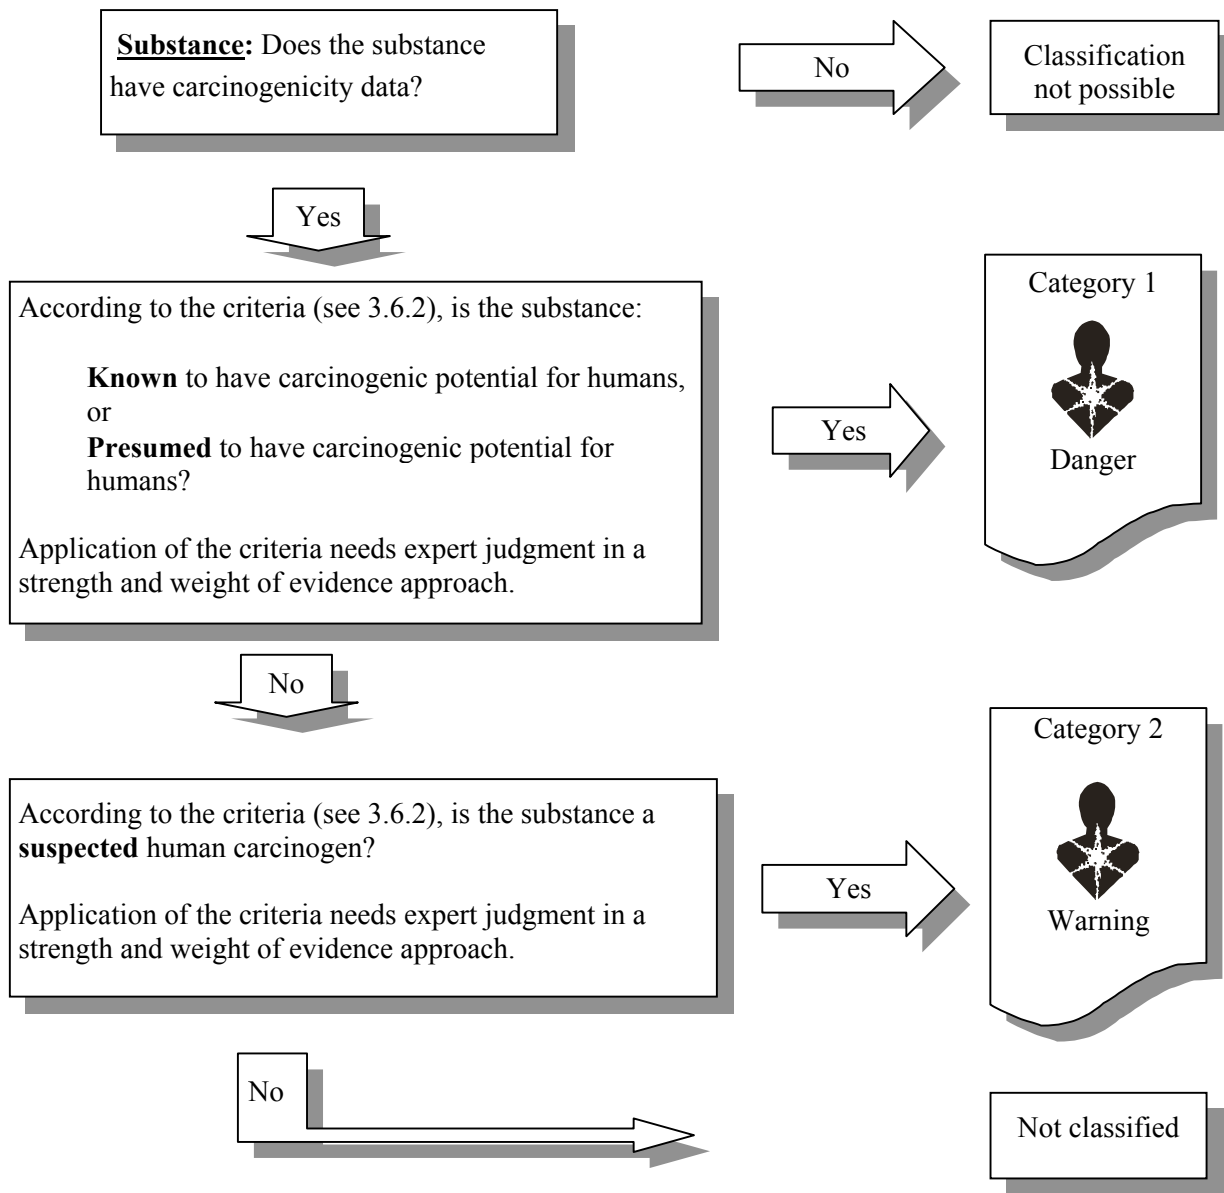 Substance: Does the substance
have carcinogenicity data?
No
Classification
not possible
Yes
According to the criteria (see 3.6.2), is the substance:
Known to have carcinogenic potential for humans,
or
Presumed to have carcinogenic potential for
humans?
Application of the criteria needs expert judgment in a
strength and weight of evidence approach.
Yes
Category 1
Danger
No
According to the criteria (see 3.6.2), is the substance a
suspected human carcinogen?
Application of the criteria needs expert judgment in a
strength and weight of evidence approach.
Yes
Category 2
Warning
No
Not classified